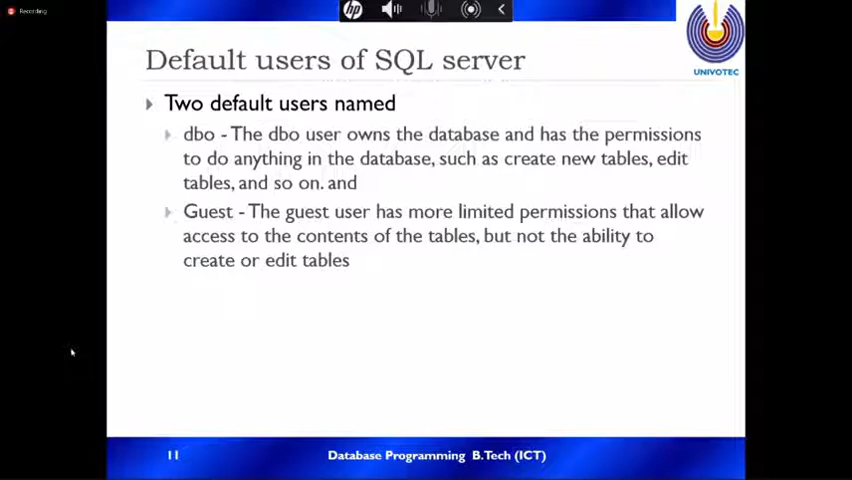 Recording
hp
UNIVOTEC
Default users of SQL server
Two default users named
dbo - The dbo user owns the database and has the permissions
to do anything in the database, such as create new tables, edit
tables, and so on. and
Guest - The guest user has more limited permissions that allow
access to the contents of the tables, but not the ability to
create or edit tables
11
Database Programming B.Tech (ICT)